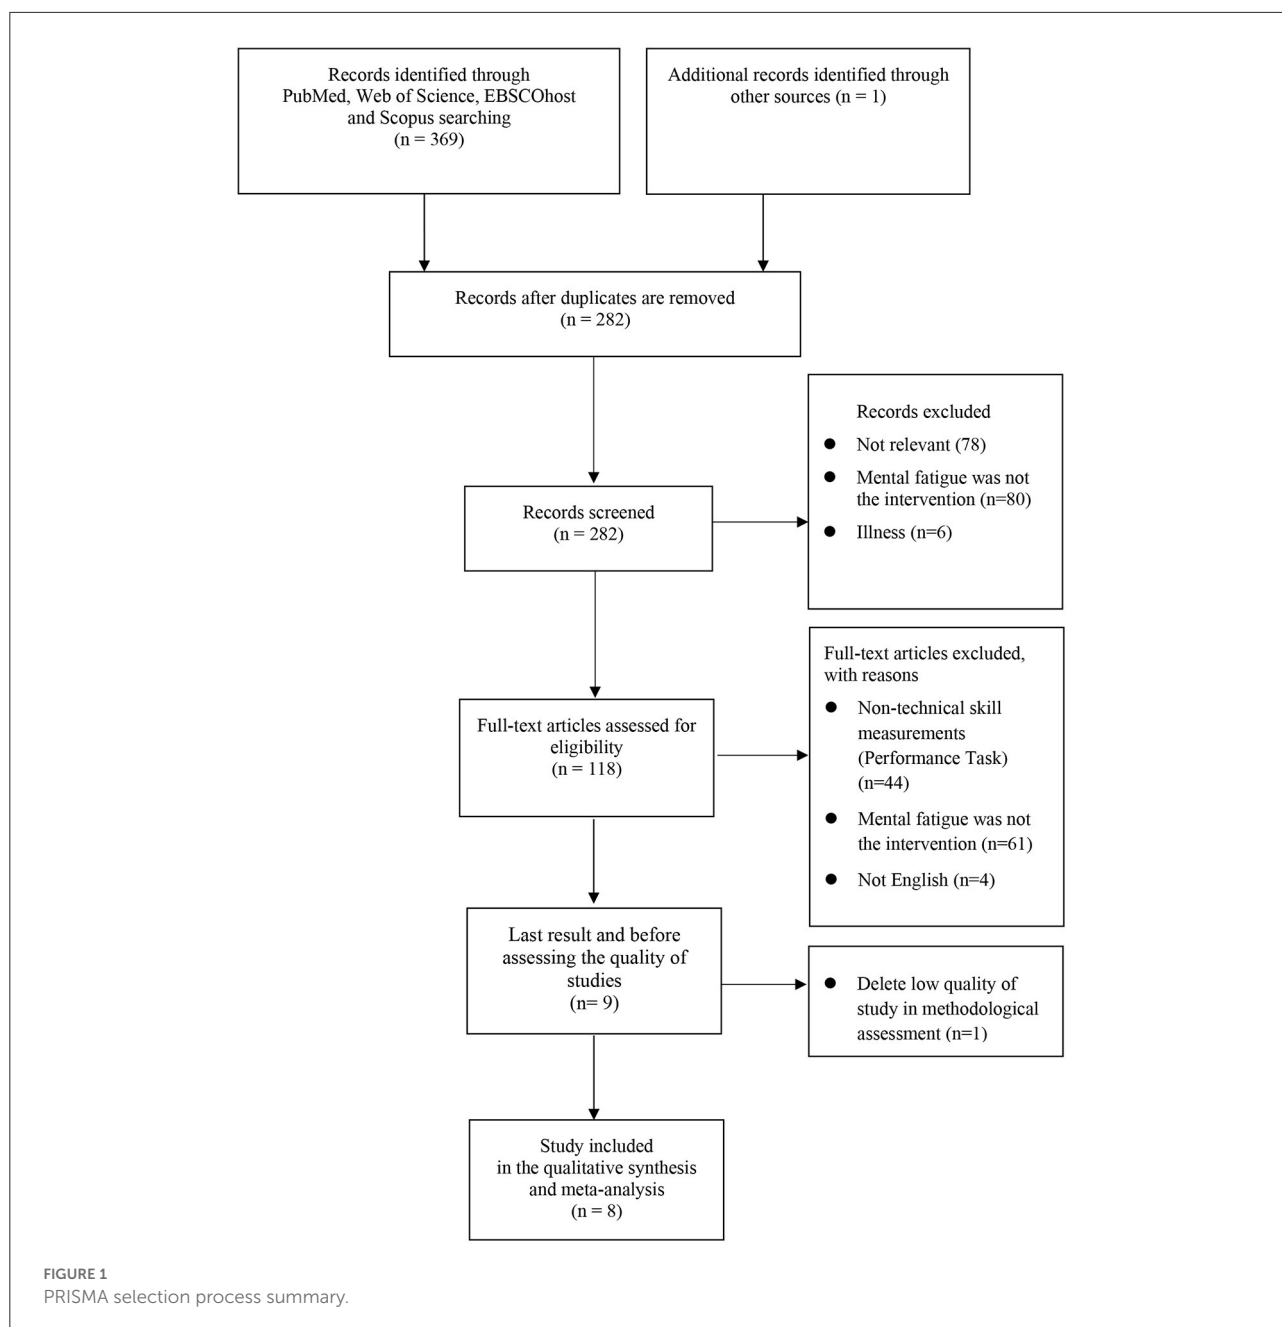 Records identified through
PubMed, Web of Science, EBSCOhost
and Scopus searching
(n = 369)
Additional records identified through
other sources (n = 1)
Records after duplicates are removed
(n = 282)
Records excluded
● Not relevant (78)
● Mental fatigue was not
the intervention (n=80)
● Illness (n=6)
Records screened
(n = 282)
Full-text articles excluded,
with reasons
● Non-technical skill
measurements
(Performance Task)
(n=44)
● Mental fatigue was not
the intervention (n=61)
● Not English (n=4)
Full-text articles assessed for
eligibility
(n = 118)
Last result and before
assessing the quality of
studies
(n= 9)
● Delete low quality of
study in methodological
assessment (n=1)
Study included
in the qualitative synthesis
and meta-analysis
(n = 8)
FIGURE 1
PRISMA selection process summary.